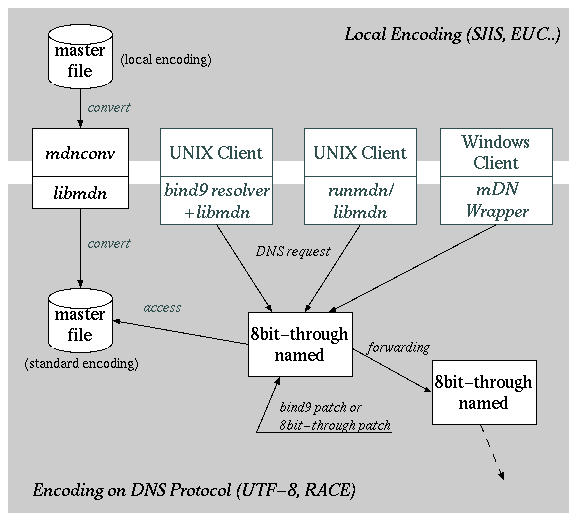 Local Encoding (SJIS, EUC..)
master
file
(local encoding)
convert
mdnconv
libmdn
UNIX Client
bind9 resolver
+libmdn
UNIX Client
runmdn/
libmdn
Windows
Client
mDN
Wrapper
convert
DNS request
access
master
file
(standard encoding)
8bit-through
named
forwarding
8bit-through
named
bind9 patch or
8bit-through patch
Encoding on DNS Protocol (UTF-8, RACE)